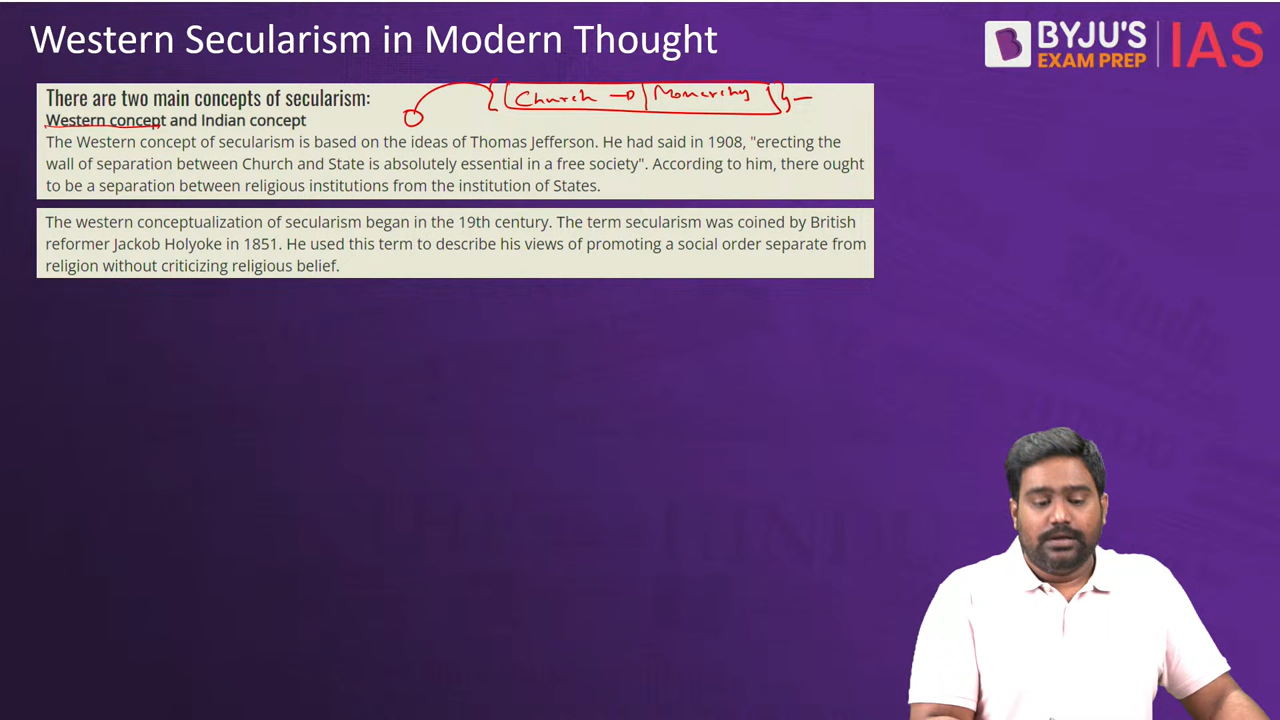 Western Secularism in Modern Thought
BYJU'S
EXAM PREP
IAS
There are two main concepts of secularism:
Church → Monarchy
Western concept and Indian concept
The Western concept of secularism is based on the ideas of Thomas Jefferson. He had said in 1908, "erecting the
wall of separation between Church and State is absolutely essential in a free society". According to him, there ought
to be a separation between religious institutions from the institution of States.
The western conceptualization of secularism began in the 19th century. The term secularism was coined by British
reformer Jackob Holyoke in 1851. He used this term to describe his views of promoting a social order separate from
religion without criticizing religious belief.